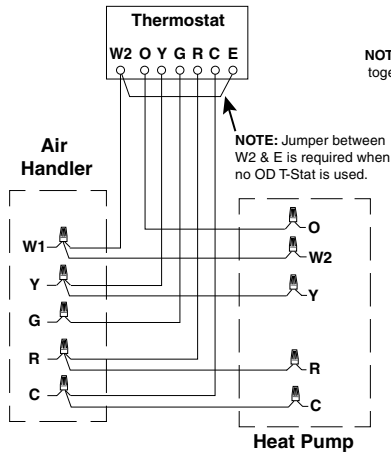 Thermostat
W2 O Y G R C E
NOT
toge
NOTE: Jumper between
W2 & E is required when
no OD T-Stat is used.
Air
Handler
W1
Y
G
R
C
O
W2
Y
R
C
Heat Pump